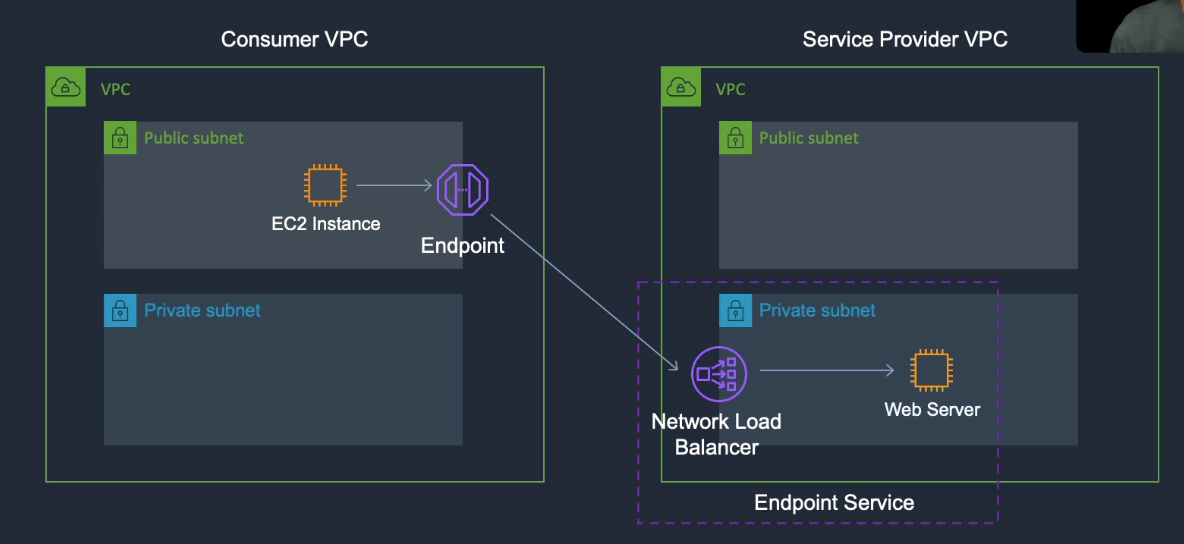 Consumer VPC
Service Provider VPC
VPC
VPC
Public subnet
Public subnet
EC2 Instance
Endpoint
Private subnet
Private subnet
Network Load
Balancer
Web Server
Endpoint Service